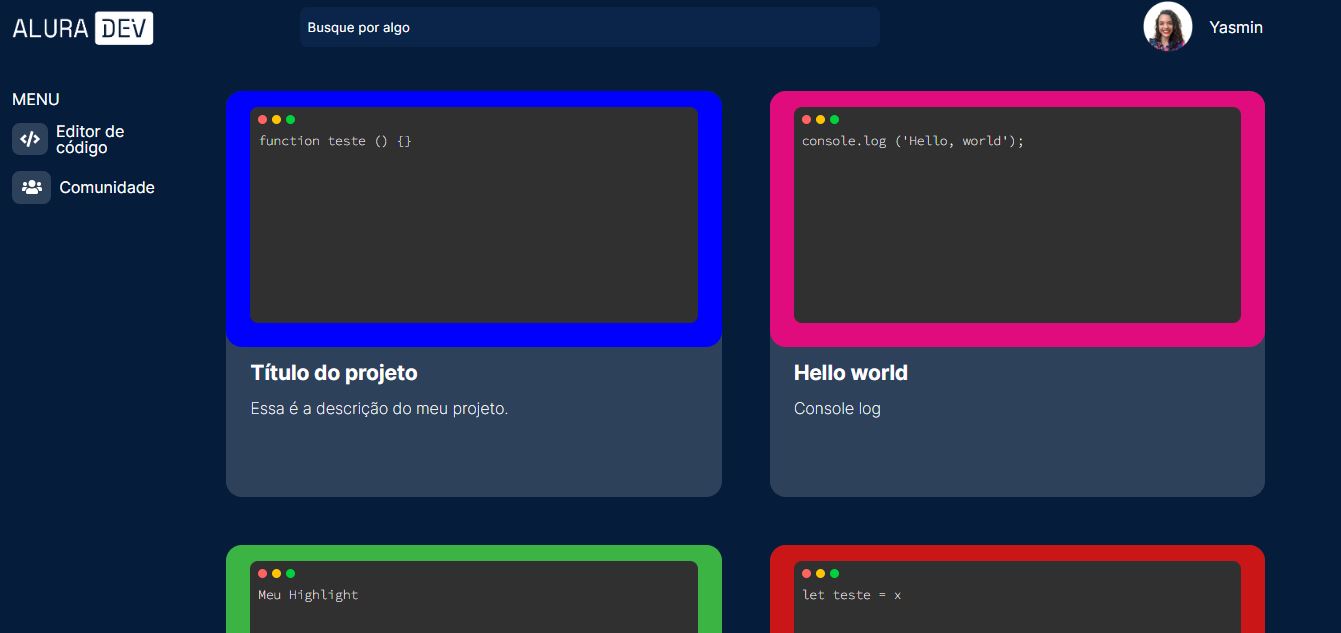 ALURA DEV
Busque por algo
Yasmin
MENU
Editor de
código
Comunidade
function teste () {}
Título do projeto
Essa é a descrição do meu projeto.
console.log ('Hello, world');
Hello world
Console log
Meu Highlight
let teste = x